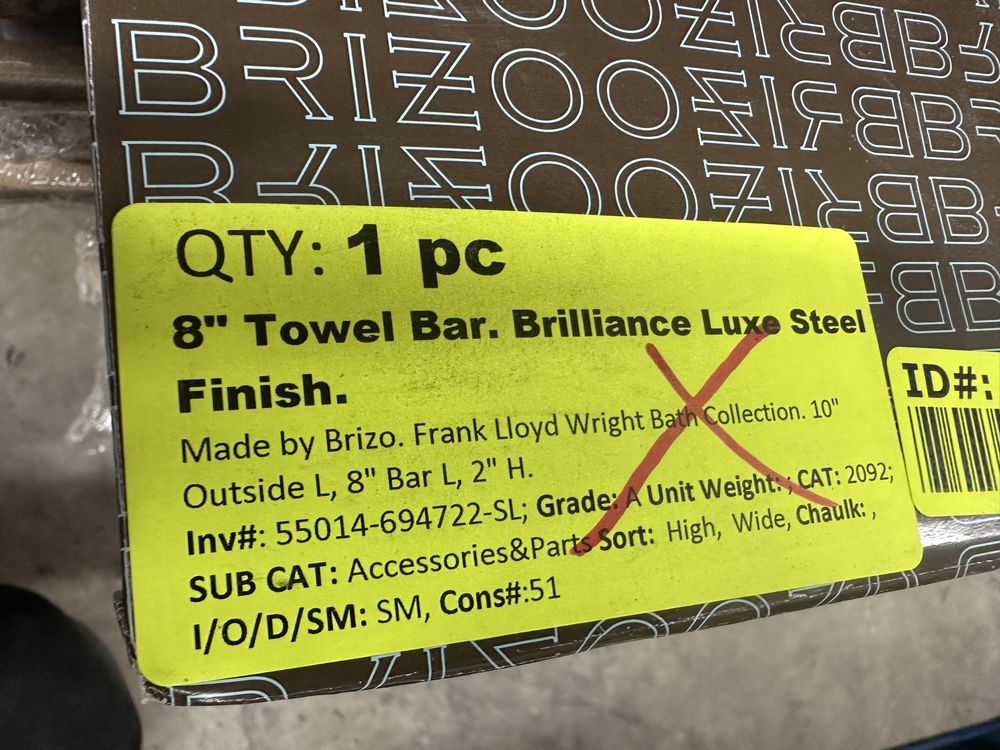 BRIZO
QTY: 1 pc
8" Towel Bar. Brilliance Luxe Steel
Finish.
Made by Brizo. Frank Lloyd Wright Bath Collection. 10"
Outside L, 8" Bar L, 2" H.
Inv#: 55014-694722-SL; Grade: A Unit Weight: ; CAT: 2092;
SUB CAT: Accessories&Parts Sort: High, Wide, Chaulk: ,
I/O/D/SM: SM, Cons#:51
ID#: